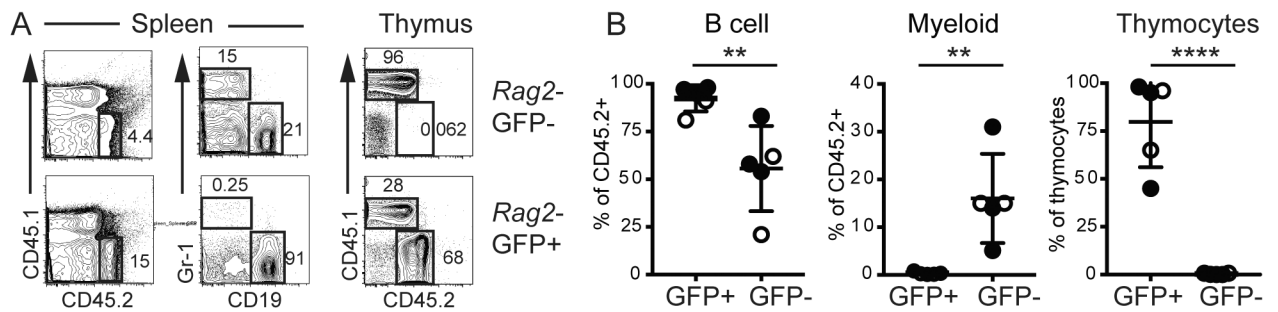 A
Spleen
Thymus
CD45.1
4.4
Gr-1
15
21
96
0.062
Rag2-
GFP-
15
CD45.2
0.25
91
CD19
CD45.1
28
68
CD45.2
Rag2-
GFP+
B
B cell
**
% of CD45.2+
100
75
50
25
0
GFP+ GFP-
Myeloid
**
% of CD45.2+
40
30
20
10
0
GFP+ GFP-
Thymocytes
****
% of thymocytes
100
75
50
25
0
GFP+ GFP-